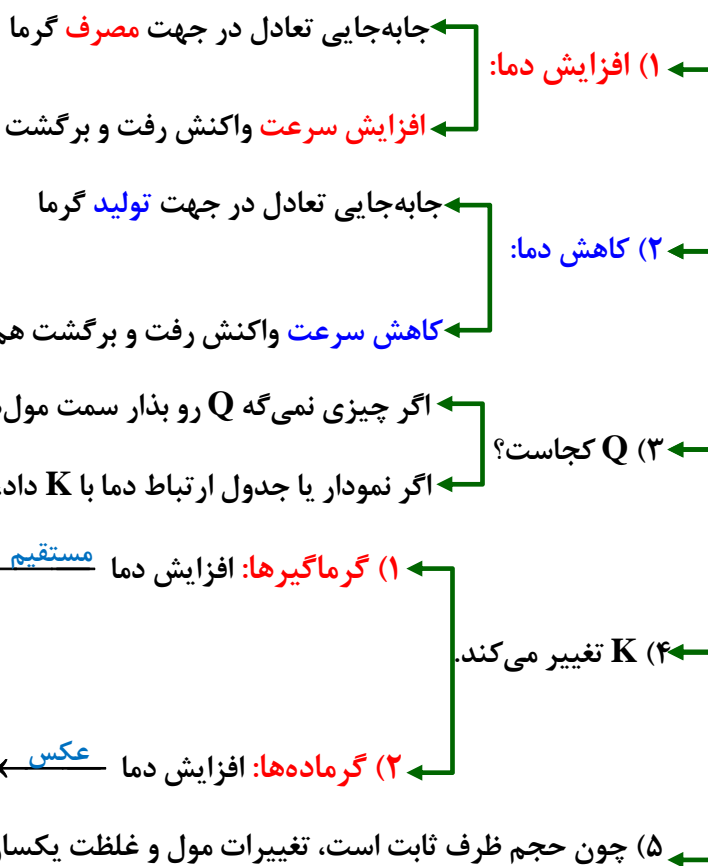 ۱) افزایش دما:
جابه‌جایی تعادل در جهت مصرف گرما
افزایش سرعت واکنش رفت و برگشت
۲) کاهش دما:
جابه‌جایی تعادل در جهت تولید گرما
کاهش سرعت واکنش رفت و برگشت
۳) Q کجاست؟
اگر چیزی نمی‌گه Q رو بذار سمت
اگر نمودار یا جدول ارتباط دما با K داد
۴) K تغییر می‌کند.
۱) گرماگیرها: افزایش دما مستقیم
۲) گرماده‌ها: افزایش دما عکس
۵) چون حجم ظرف ثابت است، تغییرات مول و غلظت